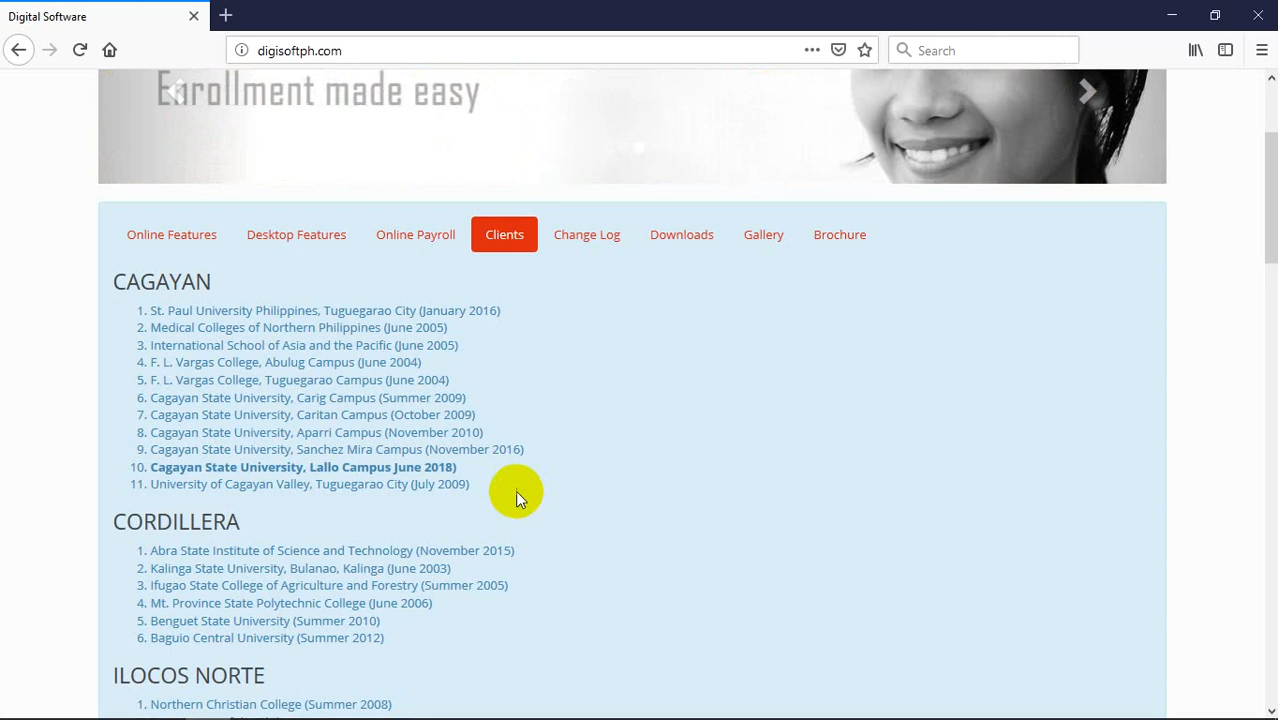 Digital Software
digisoftph.com
Search
Enrollment made easy
Online Features Desktop Features Online Payroll Clients Change Log Downloads Gallery Brochure
CAGAYAN
1. St. Paul University Philippines, Tuguegarao City (January 2016)
2. Medical Colleges of Northern Philippines (June 2005)
3. International School of Asia and the Pacific (June 2005)
4. F. L. Vargas College, Abulug Campus (June 2004)
5. F. L. Vargas College, Tuguegarao Campus (June 2004)
6. Cagayan State University, Carig Campus (Summer 2009)
7. Cagayan State University, Caritan Campus (October 2009)
8. Cagayan State University, Aparri Campus (November 2010)
9. Cagayan State University, Sanchez Mira Campus (November 2016)
10. Cagayan State University, Lallo Campus June 2018)
11. University of Cagayan Valley, Tuguegarao City (July 2009)
CORDILLERA
1. Abra State Institute of Science and Technology (November 2015)
2. Kalinga State University, Bulanao, Kalinga (June 2003)
3. Ifugao State College of Agriculture and Forestry (Summer 2005)
4. Mt. Province State Polytechnic College (June 2006)
5. Benguet State University (Summer 2010)
6. Baguio Central University (Summer 2012)
ILOCOS NORTE
1. Northern Christian College (Summer 2008)